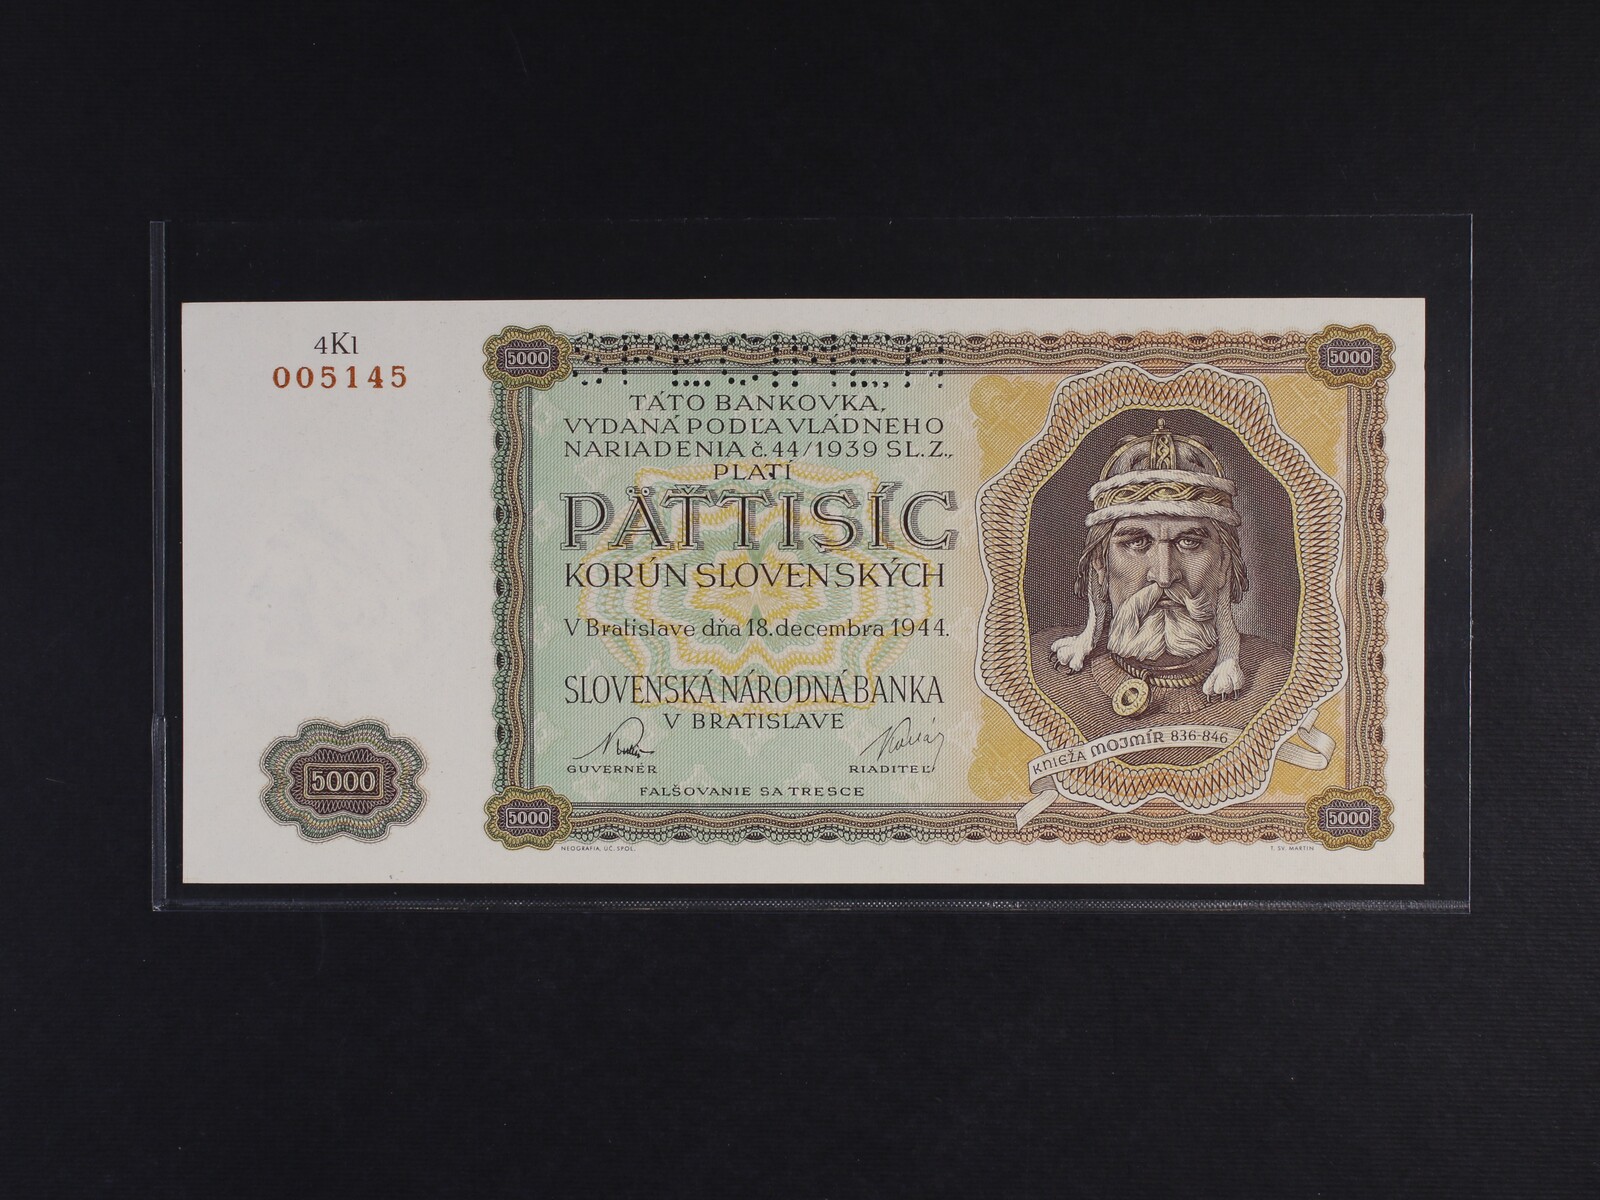 4K1
005145
5000
SPECIMEN
5000
TÁTO BANKOVKA,
VYDANÁ PODĽA VLÁDNEHO
NARIADENIA č. 44/1939 SL. Z.,
PLATÍ
PÄŤTISÍC
KORÚN SLOVENSKÝCH
V Bratislave dňa 18. decembra 1944.
SLOVENSKÁ NÁRODNÁ BANKA
V BRATISLAVE
GUVERNÉR
RIADITEĽ
FALŠOVANIE SA TRESCE
KNIEŽA MOJMÍR 836-846
5000
5000
5000
NEOGRAFIA, ÚČ. SPOL.
T. SV. MARTIN